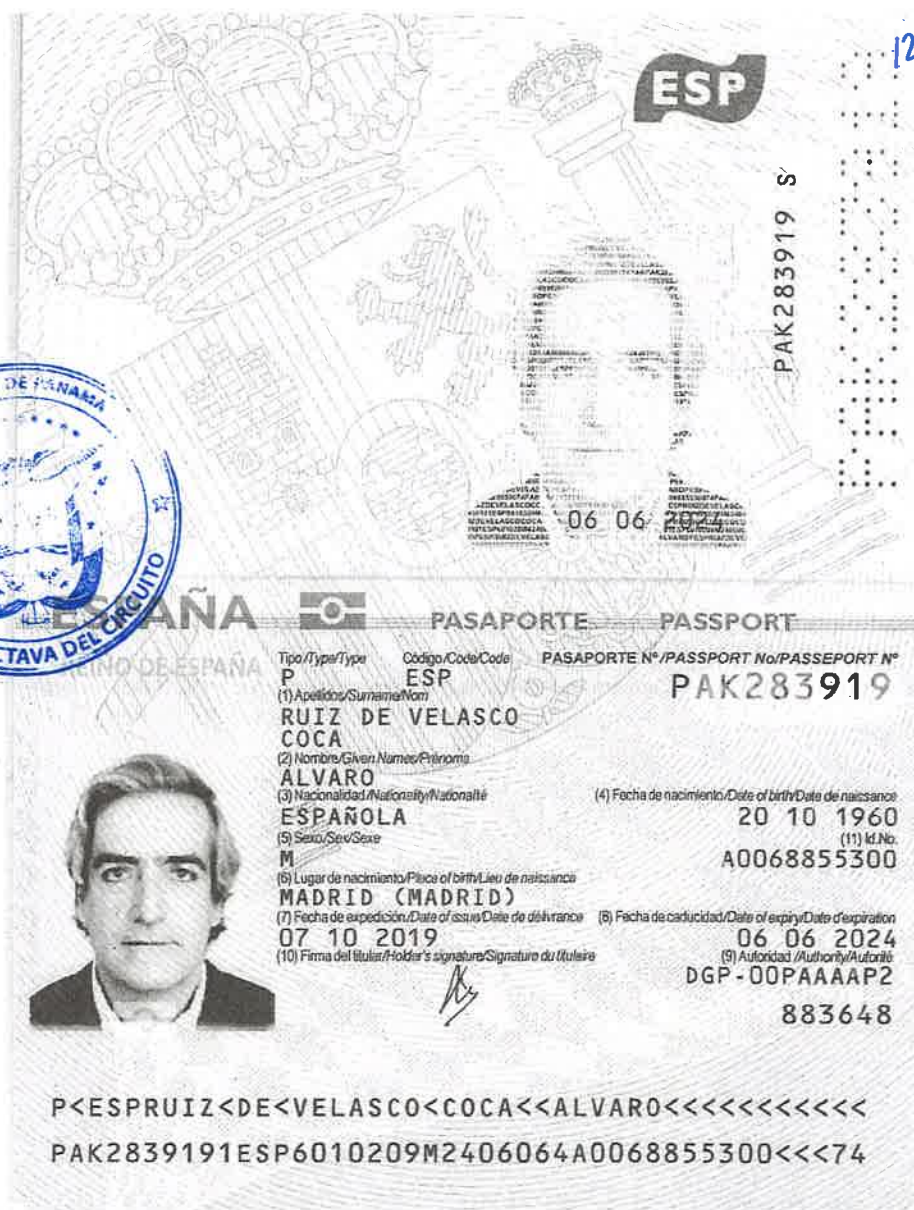 12
ESP
PAK283919 S
06 06 2024
DE PANAMÁ
CTAVA DEL CIRCUITO
ESPAÑA PASAPORTE PASSPORT
REINO DE ESPAÑA
Tipo/Type/Type Código/Code/Code PASAPORTE Nº/PASSPORT No/PASSEPORT Nº
P ESP PAK283919
(1) Apellidos/Surname/Nom
RUIZ DE VELASCO
COCA
(2) Nombre/Given Names/Prénoms
ALVARO
(3) Nacionalidad/Nationality/Nationalité (4) Fecha de nacimiento/Date of birth/Date de naissance
ESPAÑOLA 20 10 1960
(5) Sexo/Sex/Sexe (11) Id.No.
M A0068855300
(6) Lugar de nacimiento/Place of birth/Lieu de naissance
MADRID (MADRID)
(7) Fecha de expedición/Date of issue/Date de délivrance (8) Fecha de caducidad/Date of expiry/Date d'expiration
07 10 2019 06 06 2024
(10) Firma del titular/Holder's signature/Signature du titulaire (9) Autoridad/Authority/Autorité
DGP-00PAAAAP2
883648
P<ESPRUIZ<DE<VELASCO<COCA<<ALVARO<<<<<<<<<<<
PAK2839191ESP6010209M2406064A0068855300<<<74